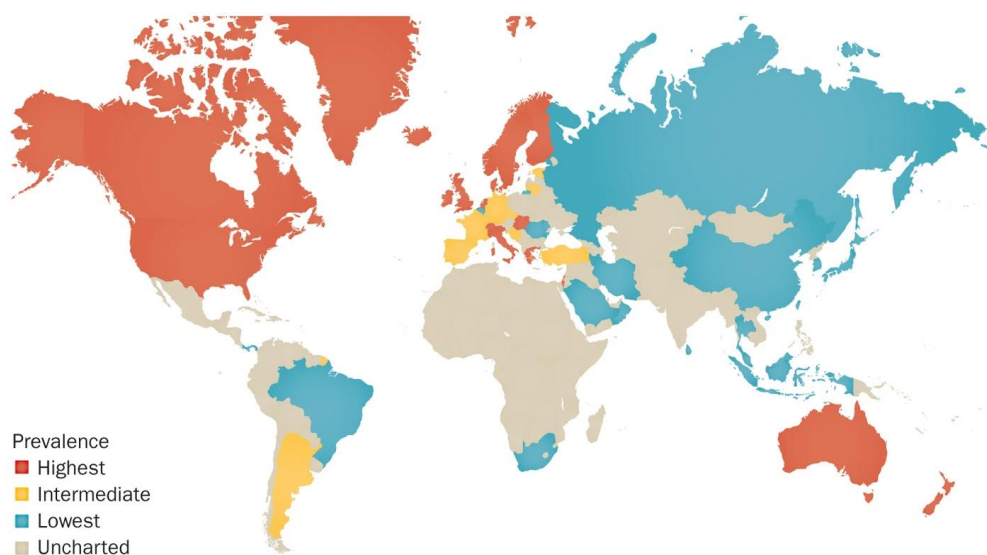 Prevalence
Highest
Intermediate
Lowest
Uncharted